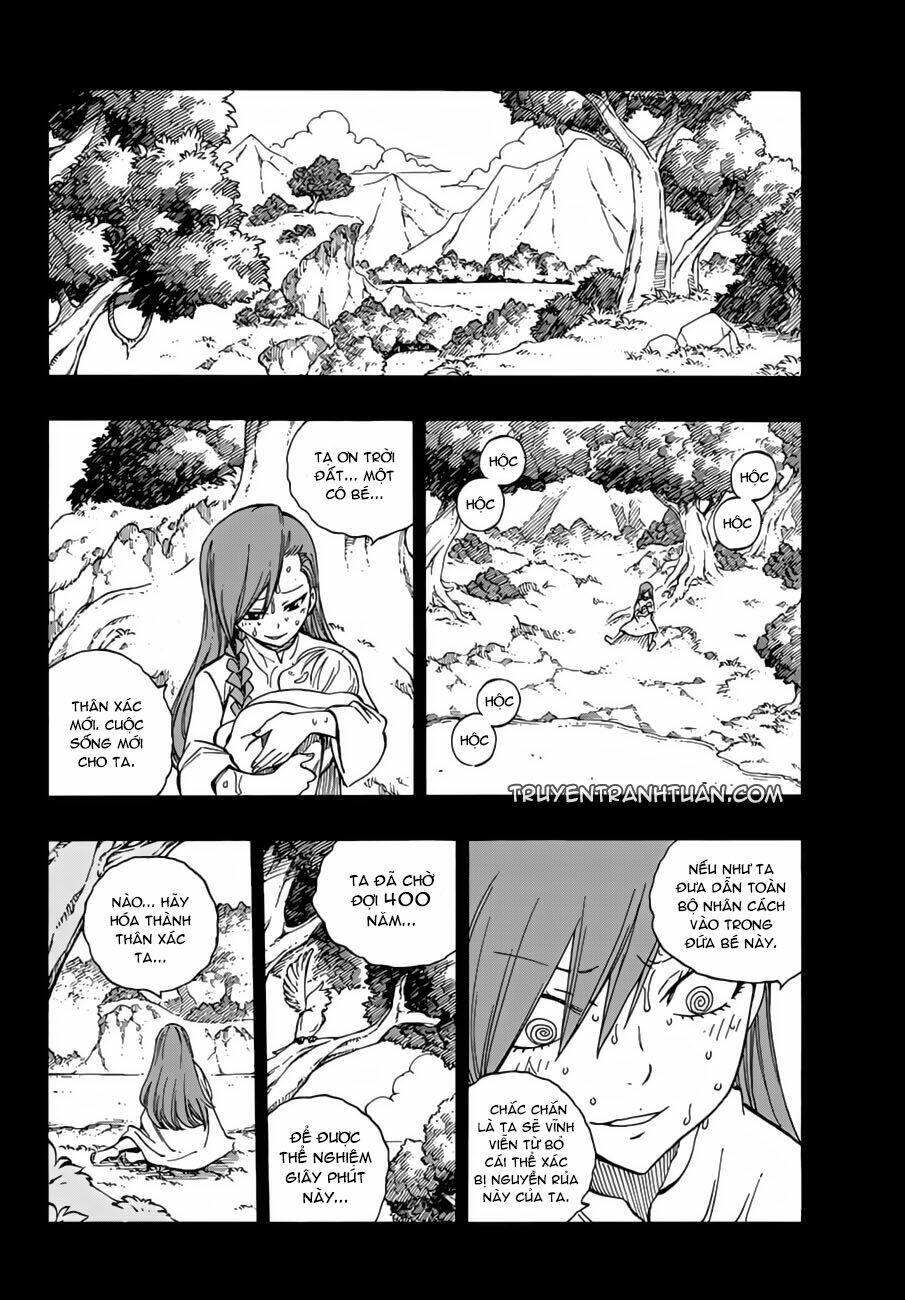 HỘC
HỘC
HỘC
HỘC
HỘC
HỘC
TA ƠN TRỜI
ĐẤT... MỘT
CÔ BÉ...
THÂN XÁC
MỚI. CUỘC
SỐNG MỚI
CHO TA.
TRUYENTRANHTUAN.COM
NẾU NHƯ TA
ĐƯA DẪN TOÀN
BỘ NHÂN CÁCH
VÀO TRONG
ĐỨA BÉ NÀY.
CHẮC CHẮN
LÀ TA SẼ VĨNH
VIỄN TỪ BỎ
CÁI THỂ XÁC
BỊ NGUYỀN RỦA
NÀY CỦA TA.
TA ĐÃ CHỜ
ĐỢI 400
NĂM...
ĐỂ ĐƯỢC
THỂ NGHIỆM
GIÂY PHÚT
NÀY...
NÀO... HÃY
HÓA THÀNH
THÂN XÁC
TA...